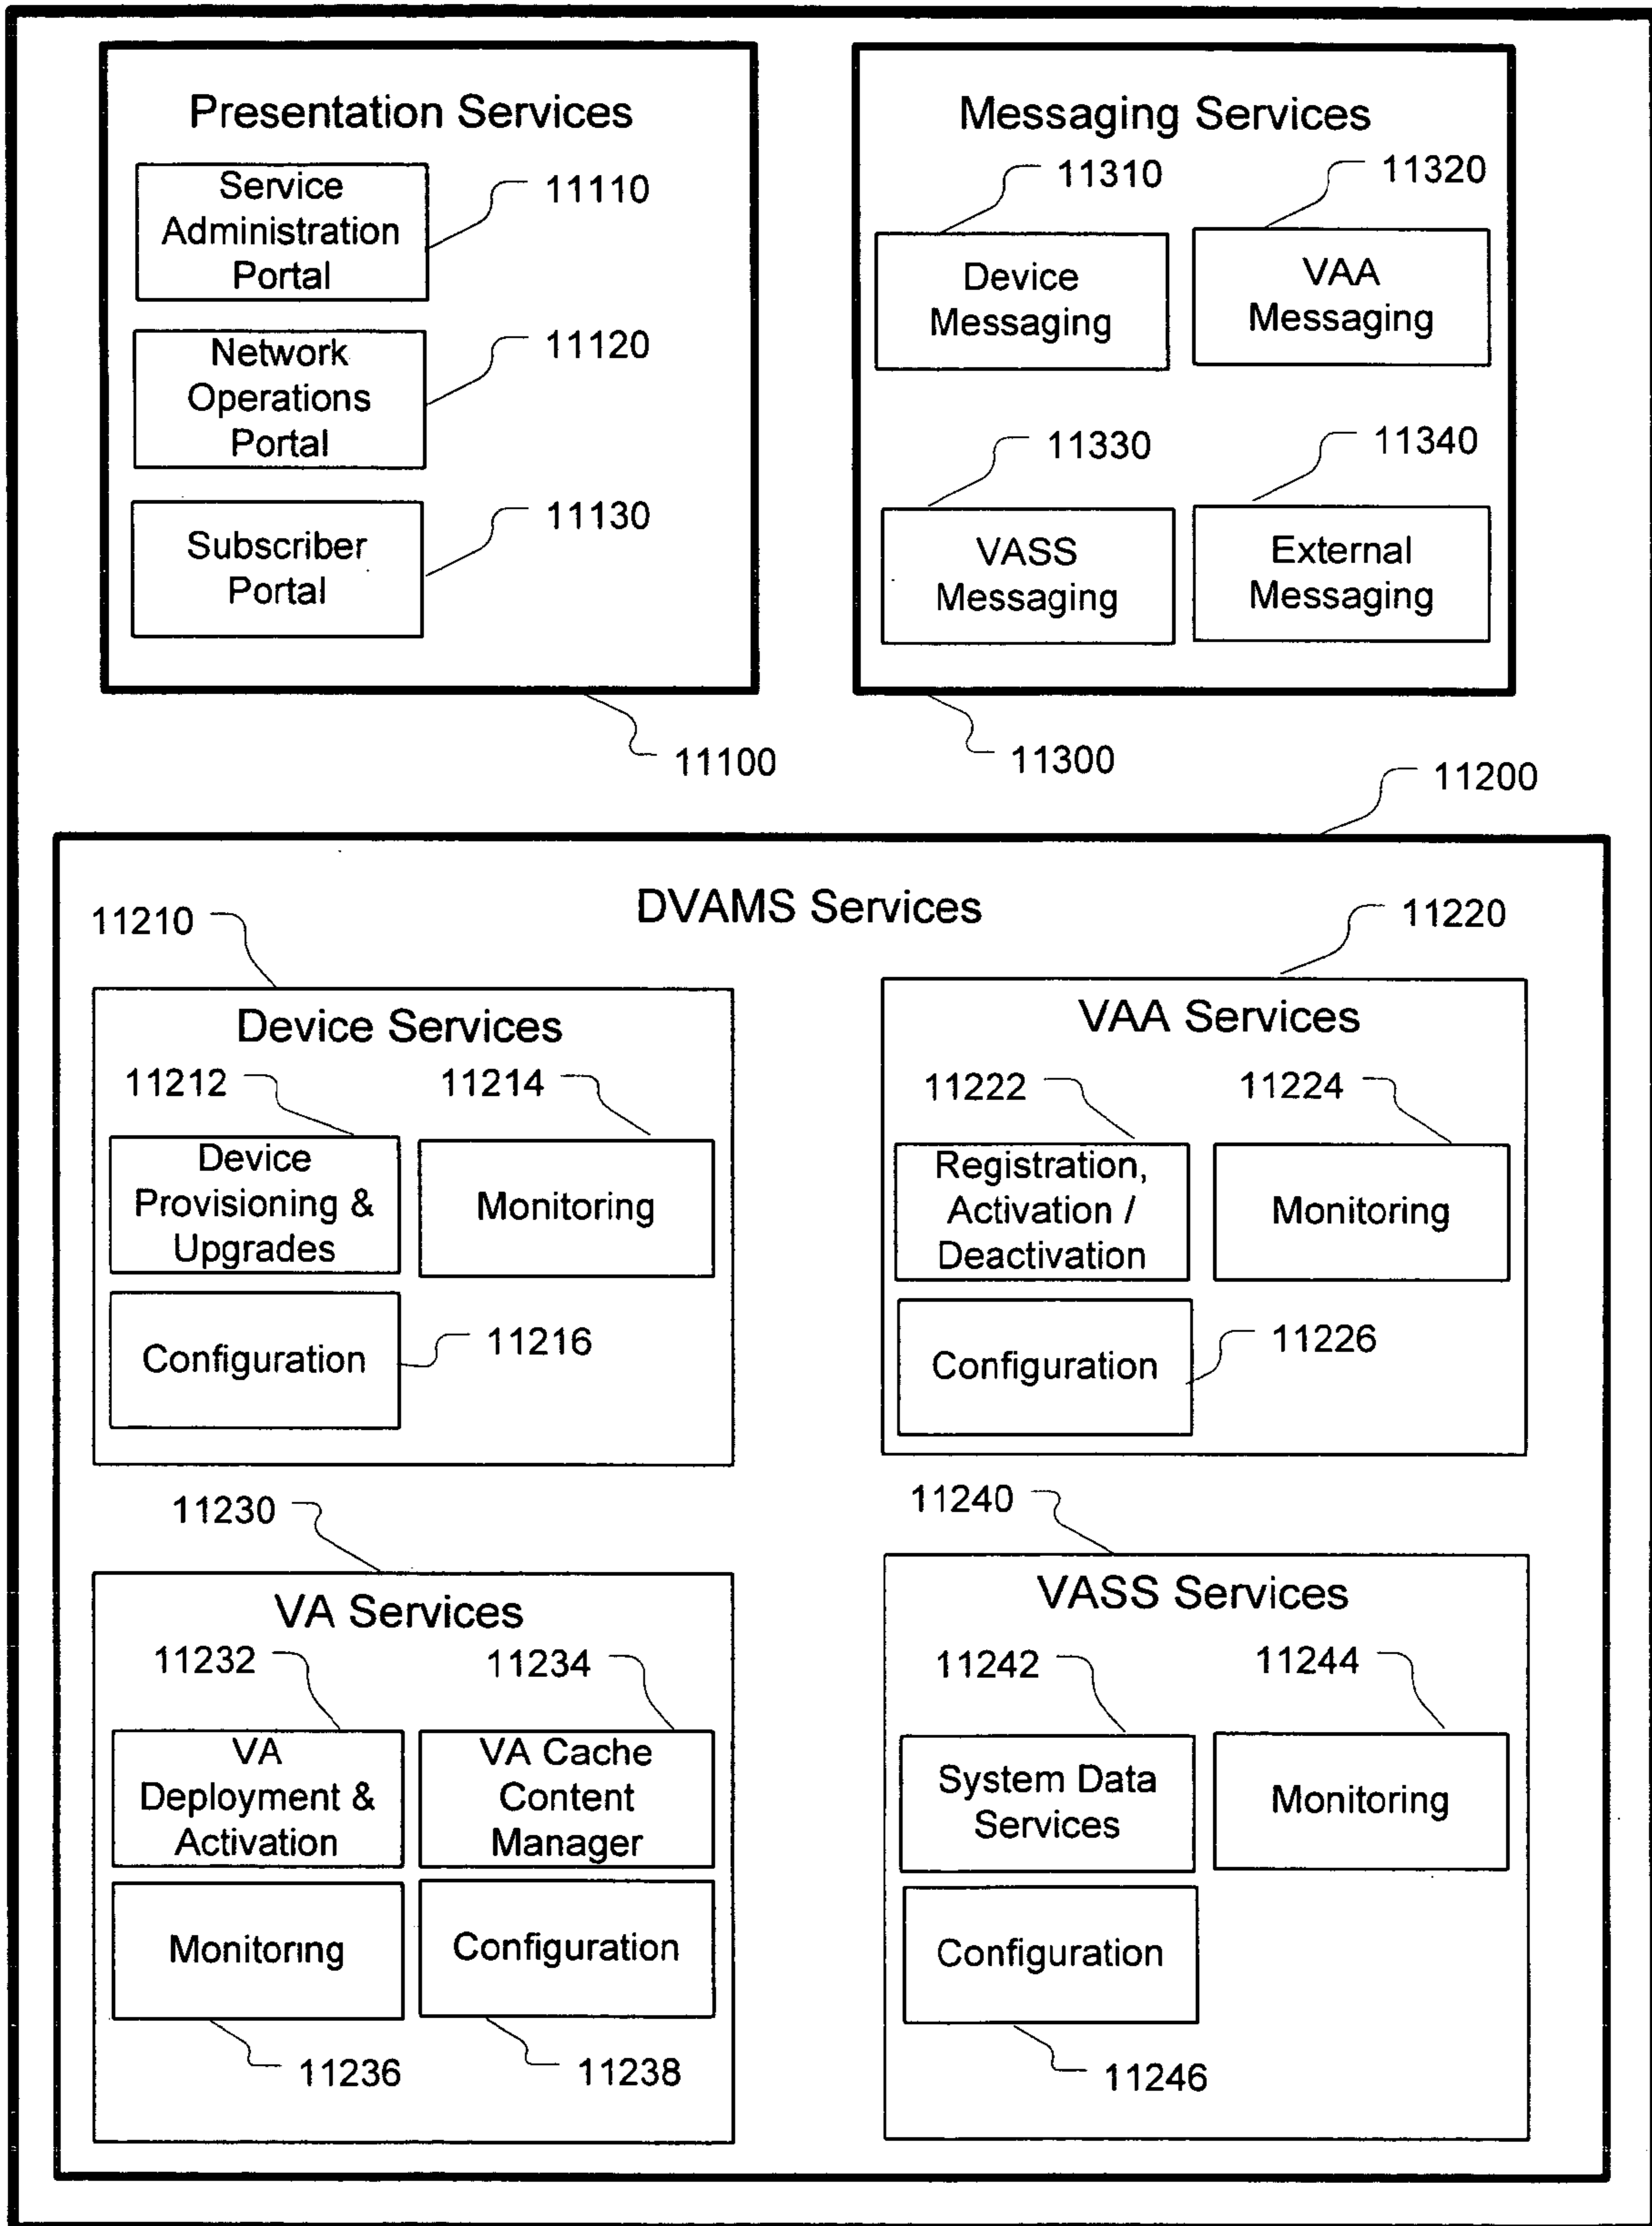 Presentation Services
Service
Administration
Portal
11110
Network
Operations
Portal
11120
Subscriber
Portal
11130
11100
Messaging Services
11310
11320
Device
Messaging
VAA
Messaging
11330
11340
VASS
Messaging
External
Messaging
11300
11200
DVAMS Services
11210
11220
Device Services
11212
11214
Device
Provisioning &
Upgrades
Monitoring
Configuration
11216
VAA Services
11222
11224
Registration,
Activation /
Deactivation
Monitoring
Configuration
11226
11230
11240
VA Services
11232
11234
VA
Deployment &
Activation
VA Cache
Content
Manager
Monitoring
Configuration
11236
11238
VASS Services
11242
11244
System Data
Services
Monitoring
Configuration
11246